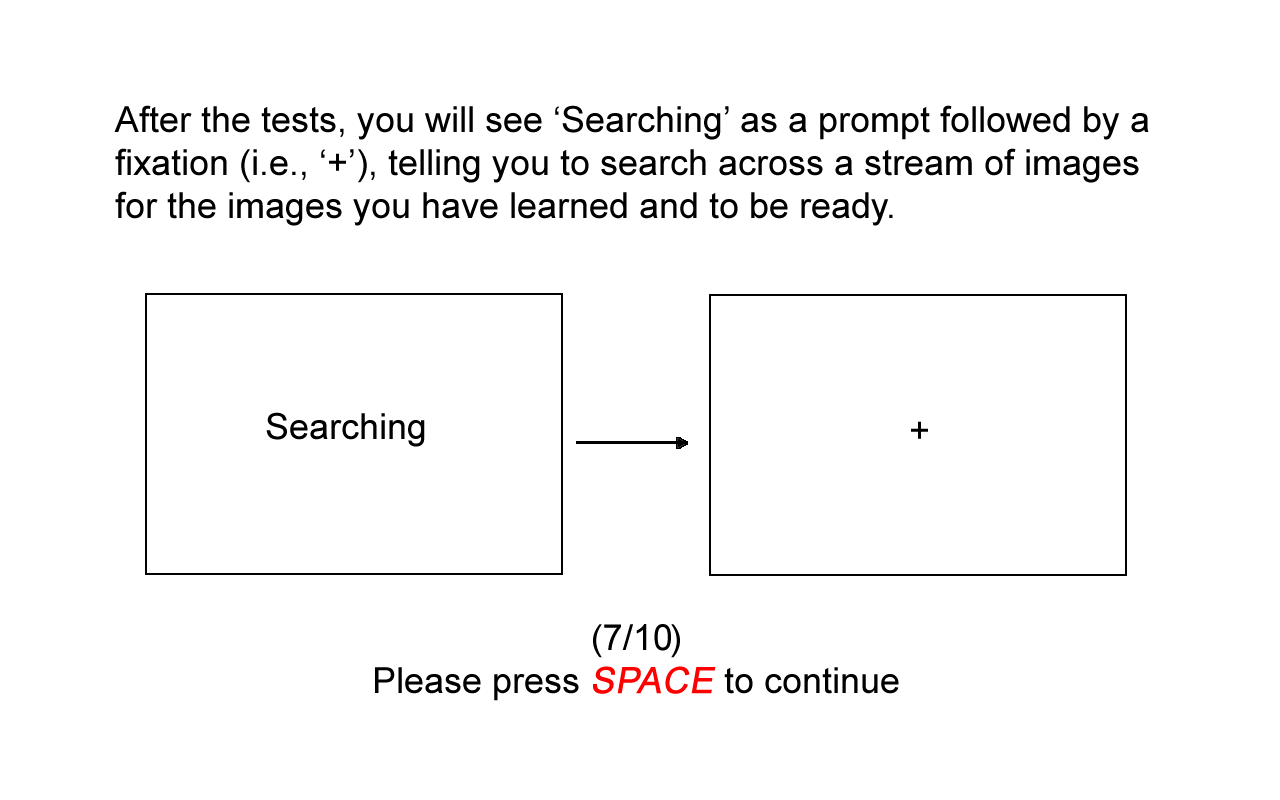 After the tests, you will see ‘Searching’ as a prompt followed by a
fixation (i.e., ‘+’), telling you to search across a stream of images
for the images you have learned and to be ready.
Searching
+
(7/10)
Please press SPACE to continue